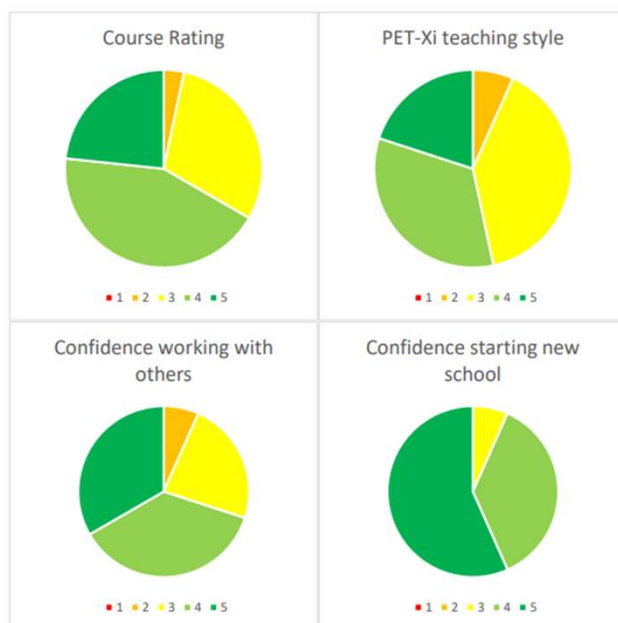 Course Rating
1 2 3 4 5
PET-Xi teaching style
1 2 3 4 5
Confidence working with
others
1 2 3 4 5
Confidence starting new
school
1 2 3 4 5